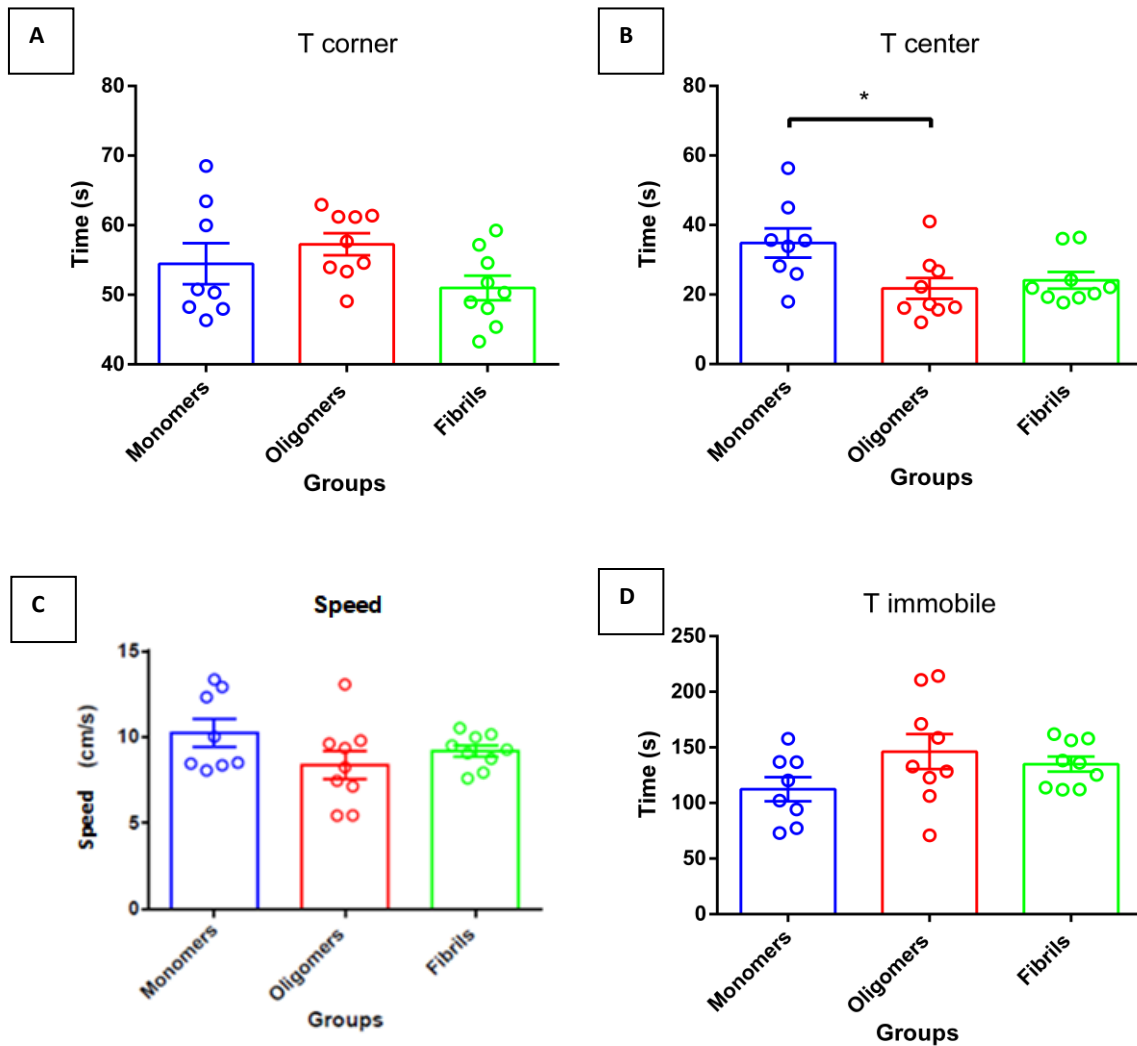 A
T corner
80
70
60
50
40
Time (s)
Monomers
Oligomers
Fibrils
Groups
B
T center
*
80
60
40
20
0
Time (s)
Monomers
Oligomers
Fibrils
Groups
C
Speed
15
10
5
0
Speed (cm/s)
Monomers
Oligomers
Fibrils
Groups
D
T immobile
250
200
150
100
50
0
Time (s)
Monomers
Oligomers
Fibrils
Groups